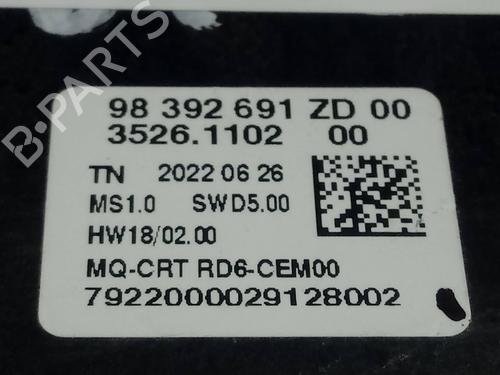 98 392 691 ZD 00
3526.1102 00
TN 2022 06 26
MS1.0 SWD5.00
HW18/02.00
MQ-CRT RD6-CEM00
7922000029128002
B-PARTS